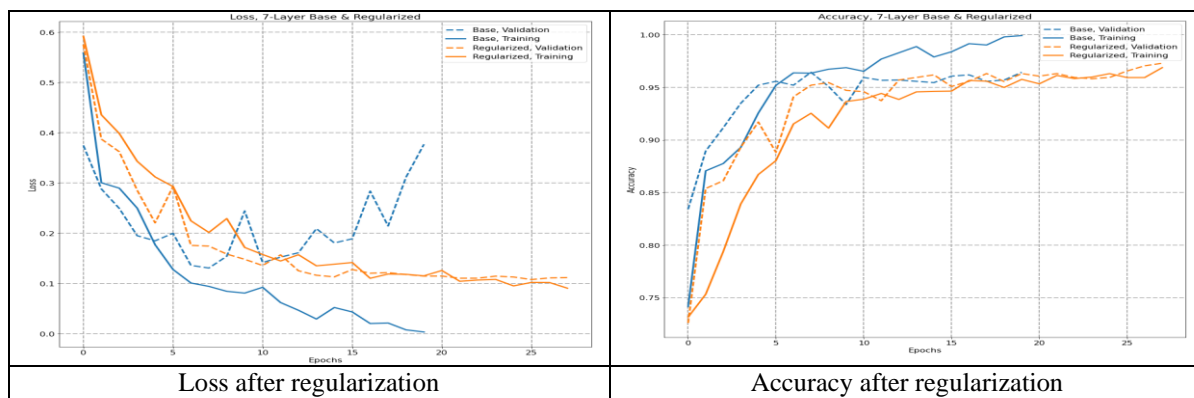 Loss, 7-Layer Base & Regularized
Base, Validation
Base, Training
Regularized, Validation
Regularized, Training
0.6
0.5
0.4
0.3
0.2
0.1
0.0
Loss
0
5
10
15
20
25
Epochs
Accuracy, 7-Layer Base & Regularized
Base, Validation
Base, Training
Regularized, Validation
Regularized, Training
1.00
0.95
0.90
0.85
0.80
0.75
Accuracy
0
5
10
15
20
25
Epochs
Loss after regularization
Accuracy after regularization